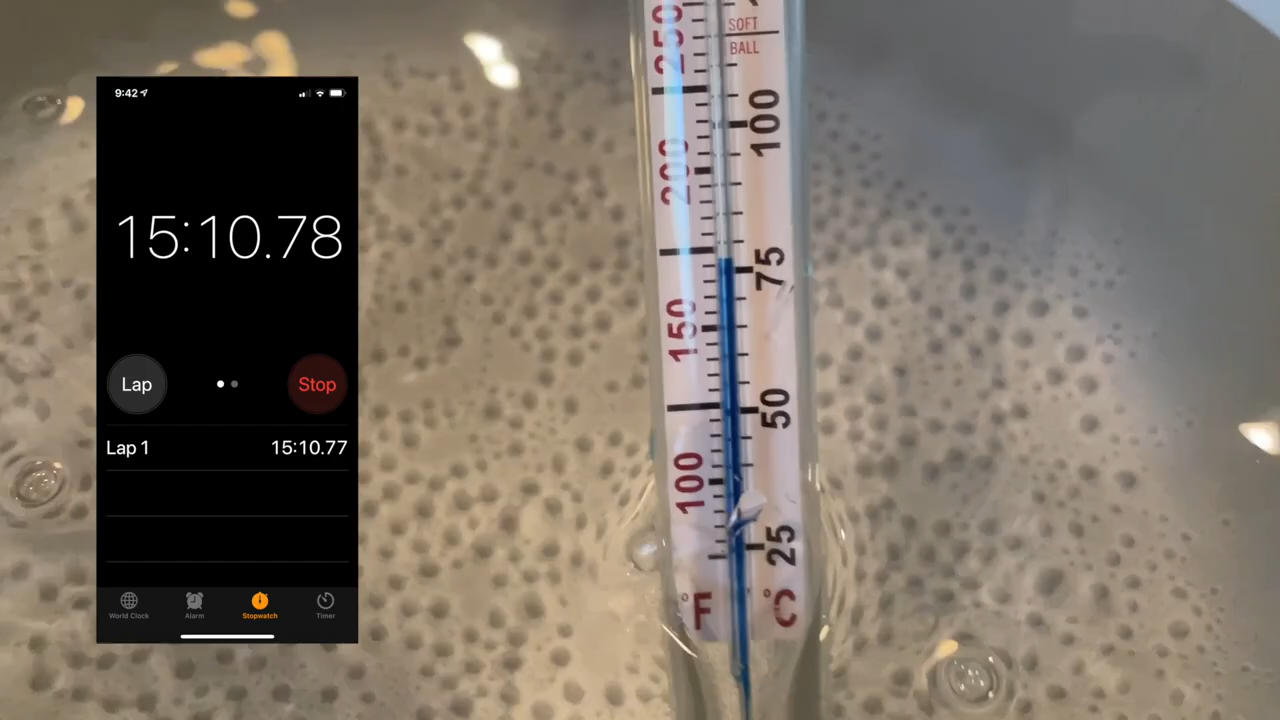 9:42
15:10.78
Lap
Stop
Lap 1 15:10.77
World Clock Alarm Stopwatch Timer
250
SOFT
BALL
100
200
75
150
50
100
25
°F °C